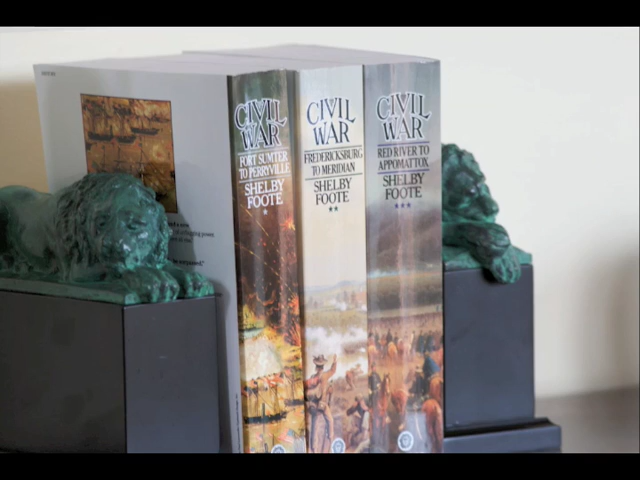 CIVIL
WAR
FORT SUMTER
TO PERRYVILLE
SHELBY
FOOTE
★
CIVIL
WAR
FREDERICKSBURG
TO MERIDIAN
SHELBY
FOOTE
★★
CIVIL
WAR
RED RIVER TO
APPOMATTOX
SHELBY
FOOTE
★★★